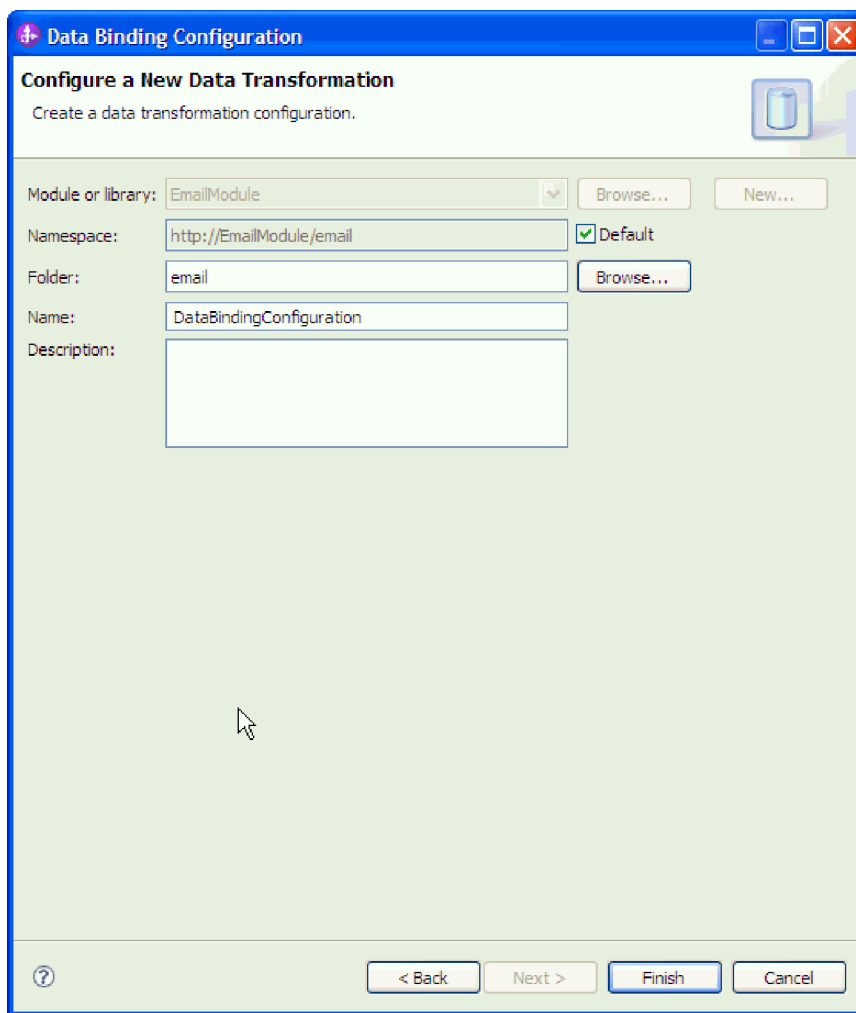 Data Binding Configuration
Configure a New Data Transformation
Create a data transformation configuration.
Module or library: EmailModule Browse... New...
Namespace: http://EmailModule/email Default
Folder: email Browse...
Name: DataBindingConfiguration
Description:
? < Back Next > Finish Cancel